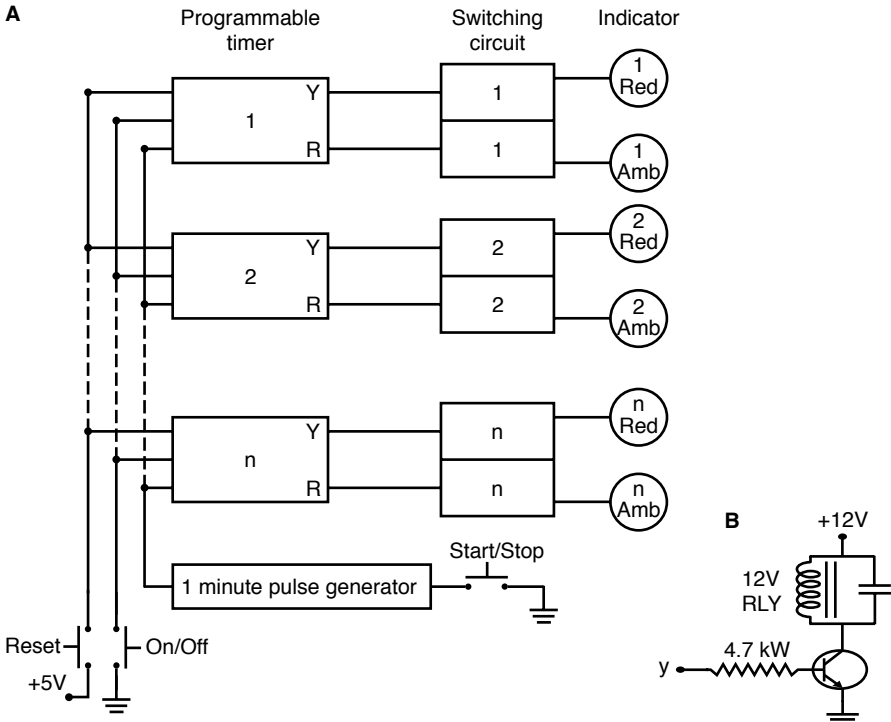 A
Programmable
timer
Switching
circuit
Indicator
Y
1
R
1
1
1
Red
1
Amb
Y
2
R
2
2
2
Red
2
Amb
Y
n
R
n
n
n
Red
n
Amb
1 minute pulse generator
Start/Stop
Reset
On/Off
+5V
B
+12V
12V
RLY
4.7 kW
y